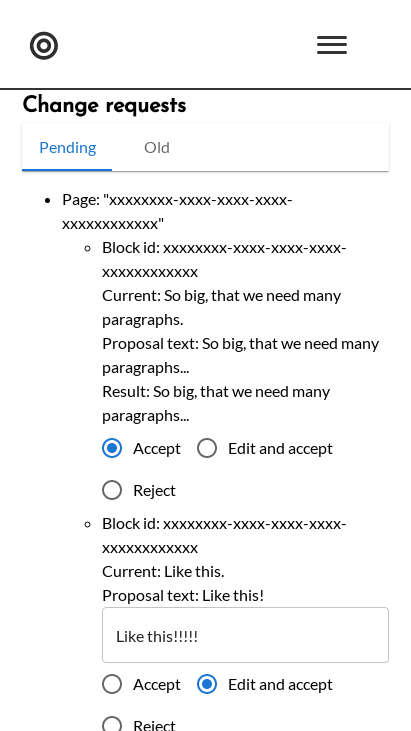 Change requests
Pending Old
Page: "xxxxxxxx-xxxx-xxxx-xxxx-
xxxxxxxxxxxx"
Block id: xxxxxxxx-xxxx-xxxx-xxxx-
xxxxxxxxxxxx
Current: So big, that we need many
paragraphs.
Proposal text: So big, that we need many
paragraphs...
Result: So big, that we need many
paragraphs...
Accept Edit and accept
Reject
Block id: xxxxxxxx-xxxx-xxxx-xxxx-
xxxxxxxxxxxx
Current: Like this.
Proposal text: Like this!
Like this!!!!!
Accept Edit and accept
Reject